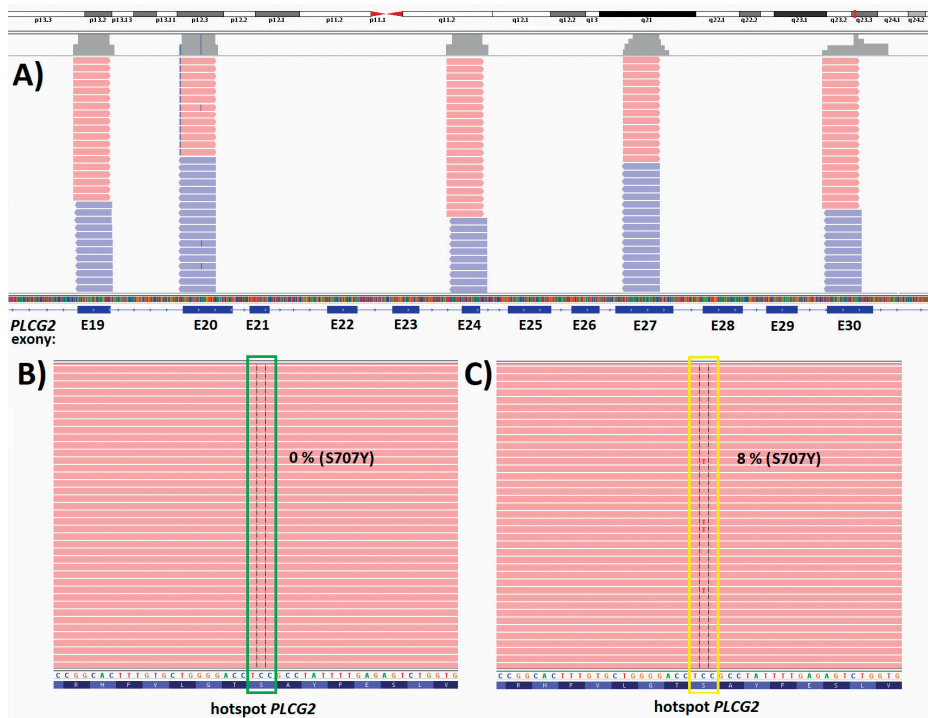 p13.3 p13.2 p13.13 p13.11 p12.3 p12.2 p12.1 p11.2 p11.1 q11.2 q12.1 q12.2 q13 q21 q22.1 q22.2 q23.1 q23.2 q23.3 q24.1 q24.2
A)
PLCG2
exony:
E19 E20 E21 E22 E23 E24 E25 E26 E27 E28 E29 E30
B)
0 % (S707Y)
C C G G C A C T T T G T G C T G G G G A C C T C C G C C T A T T T T G A G A G T C T G G T G
R H F V L G T S A Y F E S L V
hotspot PLCG2
C)
8 % (S707Y)
T
T
T
T
C C G G C A C T T T G T G C T G G G G A C C T C C G C C T A T T T T G A G A G T C T G G T G
R H F V L G T S A Y F E S L V
hotspot PLCG2